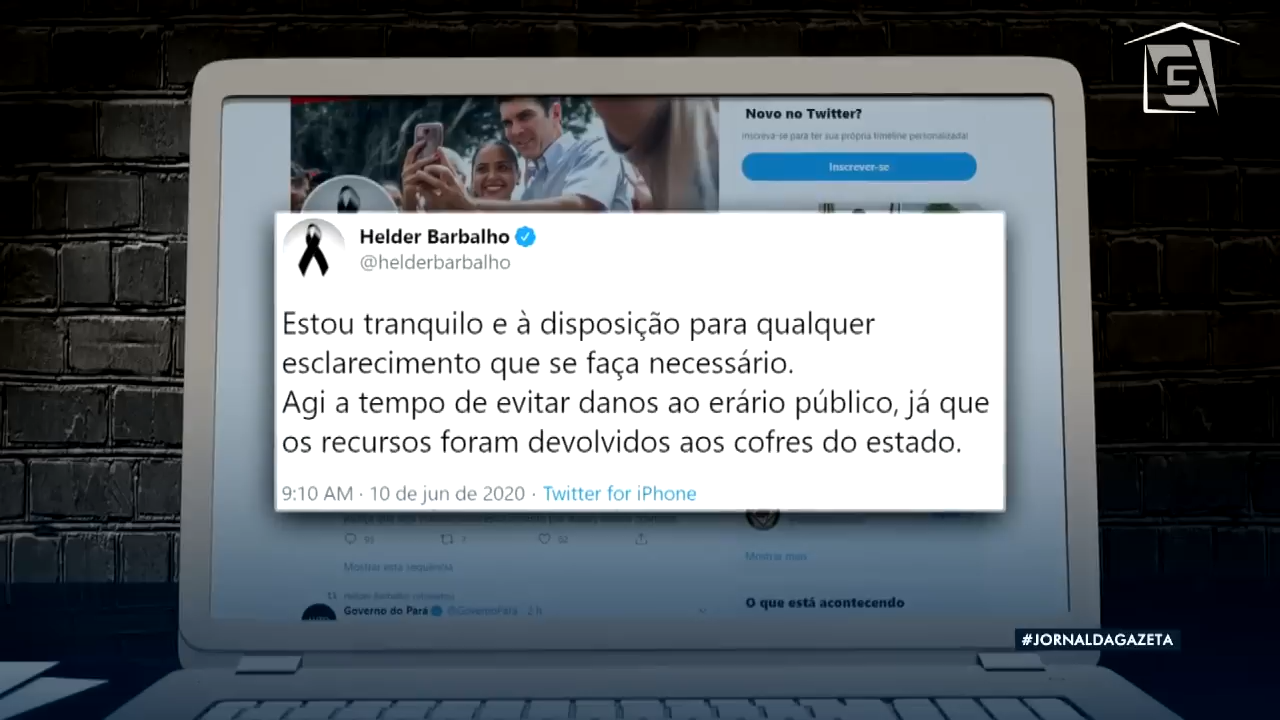 Novo no Twitter?
Inscreva-se para ter sua própria timeline personalizada!
Inscrever-se
Helder Barbalho
@helderbarbalho
Estou tranquilo e à disposição para qualquer
esclarecimento que se faça necessário.
Agi a tempo de evitar danos ao erário público, já que
os recursos foram devolvidos aos cofres do estado.
9:10 AM · 10 de jun de 2020 · Twitter for iPhone
Mostrar mais
Mostrar esta sequência
Governo do Pará @GovernoPara · 2 h
O que está acontecendo
#JORNALDAGAZETA
G